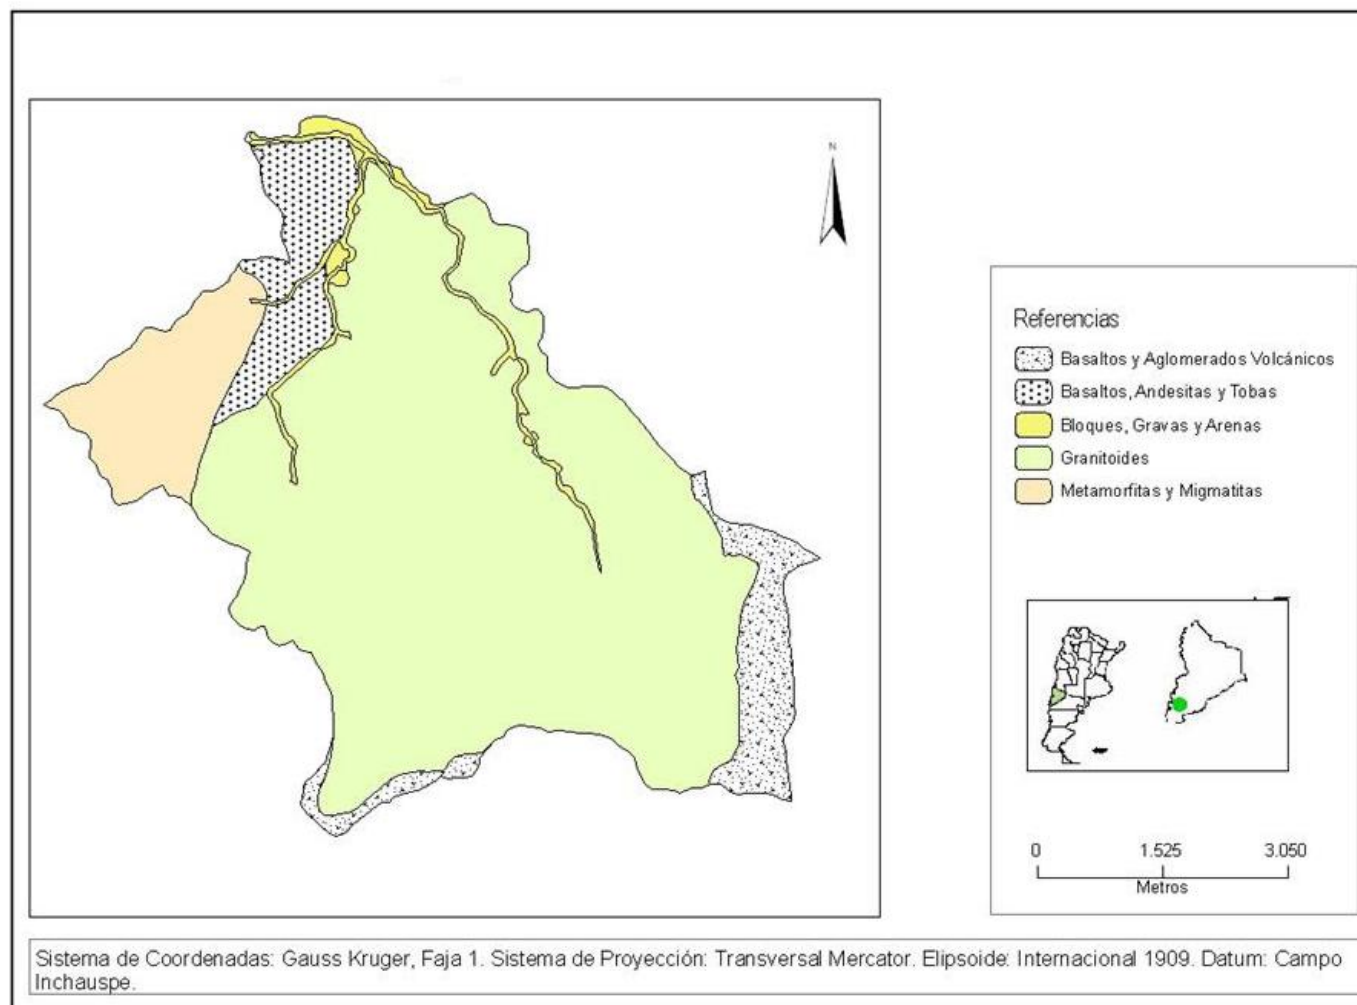 N
Referencias
Basaltos y Aglomerados Volcánicos
Basaltos, Andesitas y Tobas
Bloques, Gravas y Arenas
Granitoides
Metamorfitas y Migmatitas
0 1.525 3.050
Metros
Sistema de Coordenadas: Gauss Kruger, Faja 1. Sistema de Proyección: Transversal Mercator. Elipsoide: Internacional 1909. Datum: Campo
Inchauspe.